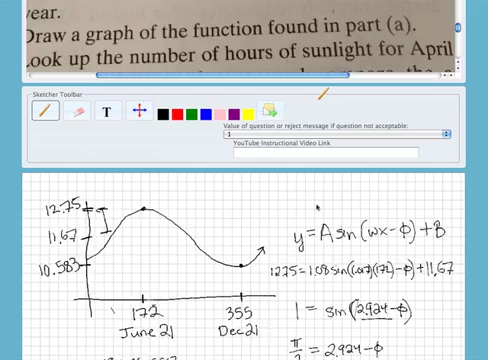 year.
Draw a graph of the function found in part (a).
Look up the number of hours of sunlight for April
Sketcher Toolbar
T
Value of question or reject message if question not acceptable:
1
YouTube Instructional Video Link
12.75
11.67
10.583
172
June 21
355
Dec 21
y = A sin(ωx - φ) + B
12.75 = 1.08 sin((.017)(172) - φ) + 11.67
1 = sin(2.924 - φ)
π = 2.924 - φ